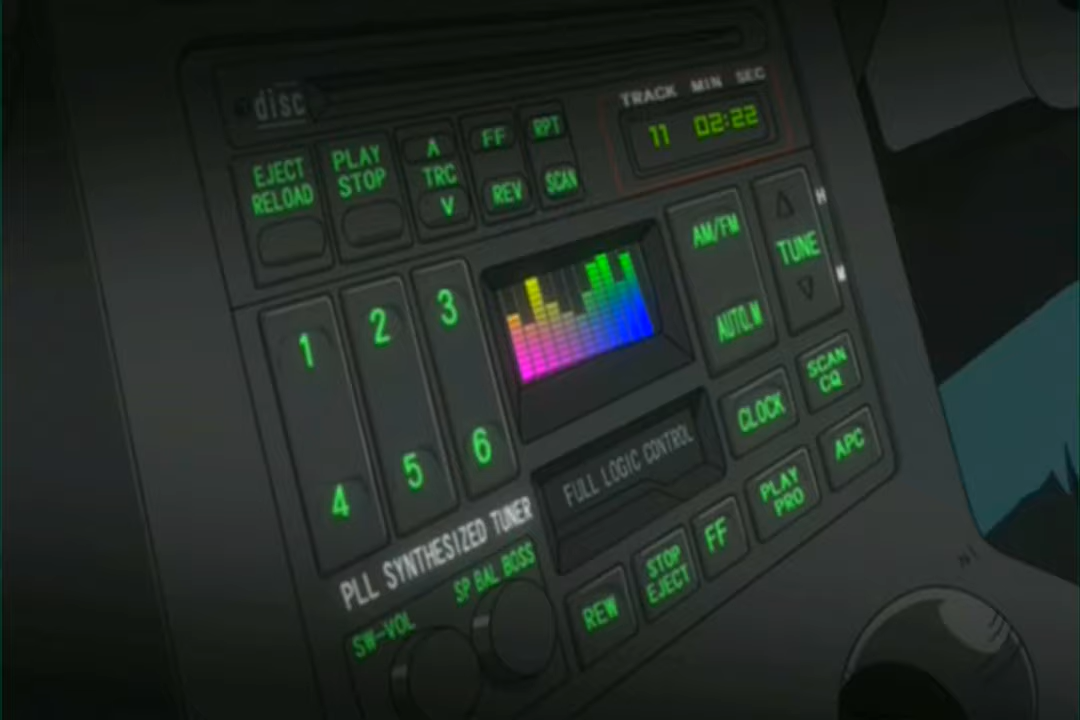 disc
TRACK MIN SEC
11 02:22
EJECT
RELOAD
PLAY
STOP
A
TRC
V
FF
REV
RPT
SCAN
1
2
3
4
5
6
AM/FM
AUTO.M
TUNE
H
M
FULL LOGIC CONTROL
CLOCK
SCAN
CQ
PLAY
PRO
APC
PLL SYNTHESIZED TUNER
SW-VOL
SP BAL BOSS
REW
STOP
EJECT
FF